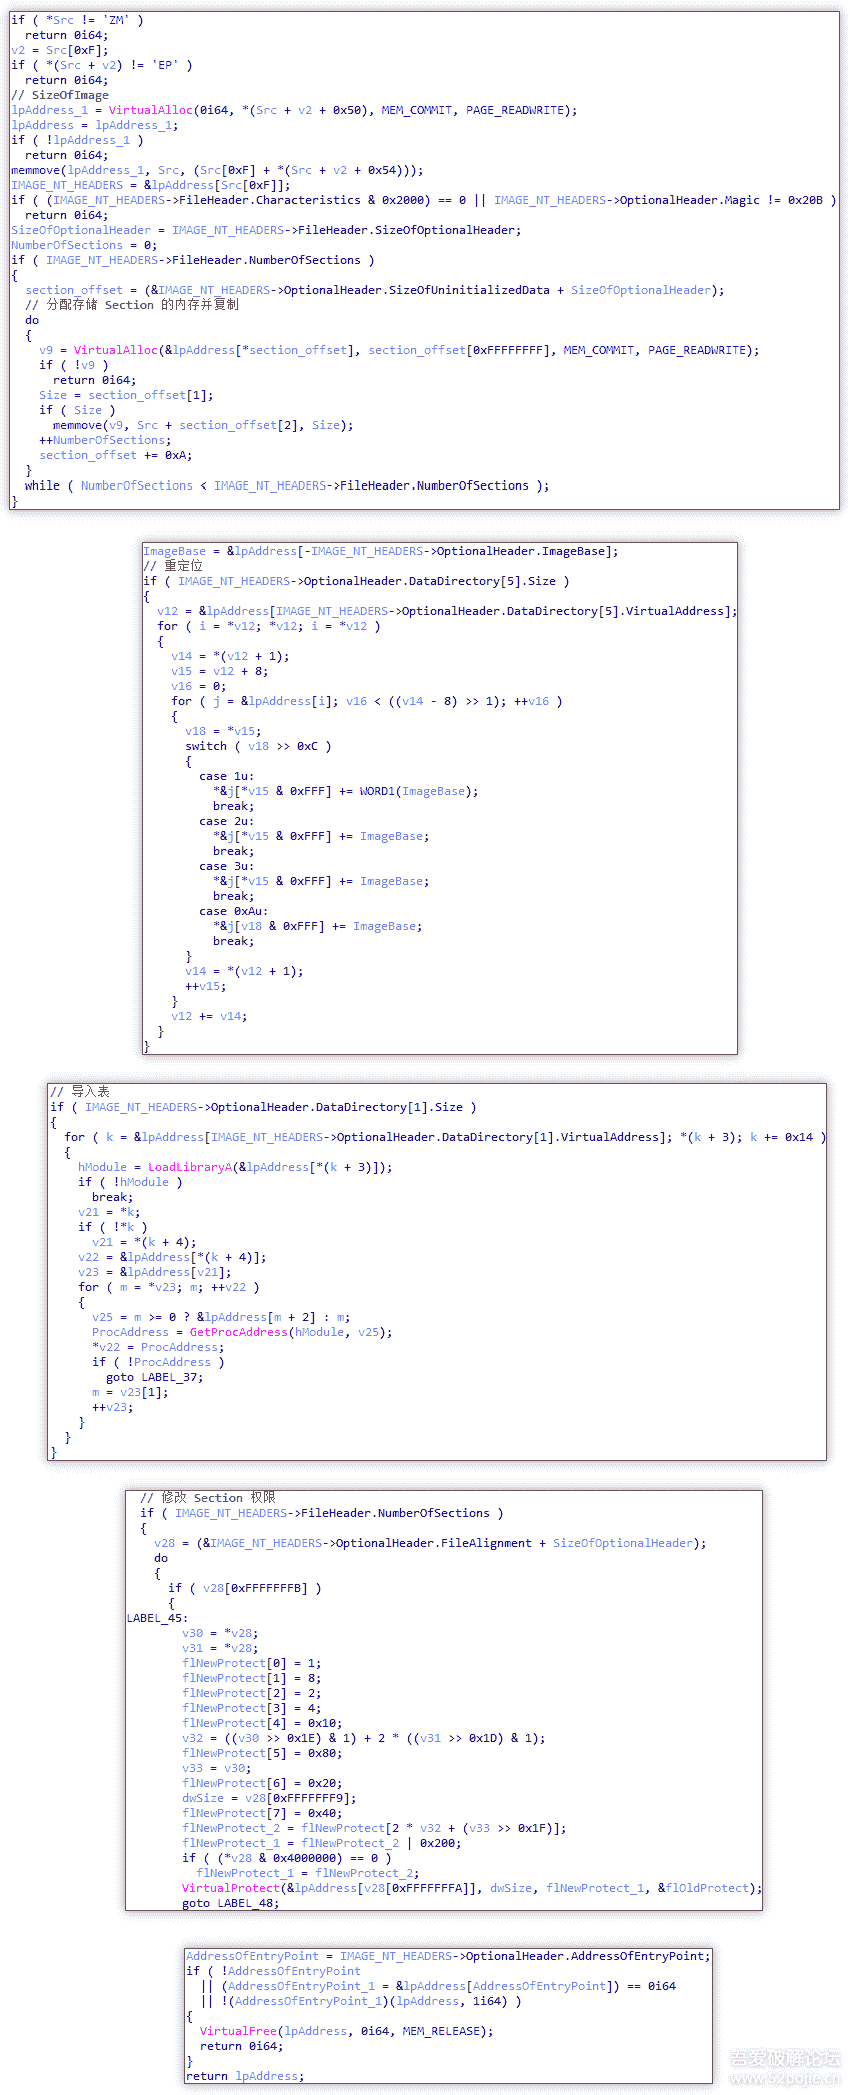 if ( *Src != 'ZM' )
  return 0i64;
v2 = Src[0xF];
if ( *(Src + v2) != 'EP' )
  return 0i64;
// SizeOfImage
lpAddress_1 = VirtualAlloc(0i64, *(Src + v2 + 0x50), MEM_COMMIT, PAGE_READWRITE);
lpAddress = lpAddress_1;
if ( !lpAddress_1 )
  return 0i64;
memmove(lpAddress_1, Src, (Src[0xF] + *(Src + v2 + 0x54)));
IMAGE_NT_HEADERS = &lpAddress[Src[0xF]];
if ( (IMAGE_NT_HEADERS->FileHeader.Characteristics & 0x2000) == 0 || IMAGE_NT_HEADERS->OptionalHeader.Magic != 0x20B )
  return 0i64;
SizeOfOptionalHeader = IMAGE_NT_HEADERS->FileHeader.SizeOfOptionalHeader;
NumberOfSections = 0;
if ( IMAGE_NT_HEADERS->FileHeader.NumberOfSections )
{
  section_offset = (&IMAGE_NT_HEADERS->OptionalHeader.SizeOfUninitializedData + SizeOfOptionalHeader);
  // 分配存储 Section 的内存并复制
  do
  {
    v9 = VirtualAlloc(&lpAddress[*section_offset], section_offset[0xFFFFFFFF], MEM_COMMIT, PAGE_READWRITE);
    if ( !v9 )
      return 0i64;
    Size = section_offset[1];
    if ( Size )
      memmove(v9, Src + section_offset[2], Size);
    ++NumberOfSections;
    section_offset += 0xA;
  }
  while ( NumberOfSections < IMAGE_NT_HEADERS->FileHeader.NumberOfSections );
}
ImageBase = &lpAddress[-IMAGE_NT_HEADERS->OptionalHeader.ImageBase];
// 重定位
if ( IMAGE_NT_HEADERS->OptionalHeader.DataDirectory[5].Size )
{
  v12 = &lpAddress[IMAGE_NT_HEADERS->OptionalHeader.DataDirectory[5].VirtualAddress];
  for ( i = *v12; *v12; i = *v12 )
  {
    v14 = *(v12 + 1);
    v15 = v12 + 8;
    v16 = 0;
    for ( j = &lpAddress[i]; v16 < ((v14 - 8) >> 1); ++v16 )
    {
      v18 = *v15;
      switch ( v18 >> 0xC )
      {
        case 1u:
          *&j[*v15 & 0xFFF] += WORD1(ImageBase);
          break;
        case 2u:
          *&j[*v15 & 0xFFF] += ImageBase;
          break;
        case 3u:
          *&j[*v15 & 0xFFF] += ImageBase;
          break;
        case 0xAu:
          *&j[v18 & 0xFFF] += ImageBase;
          break;
      }
      v14 = *(v12 + 1);
      ++v15;
    }
    v12 += v14;
  }
}
// 导入表
if ( IMAGE_NT_HEADERS->OptionalHeader.DataDirectory[1].Size )
{
  for ( k = &lpAddress[IMAGE_NT_HEADERS->OptionalHeader.DataDirectory[1].VirtualAddress]; *(k + 3); k += 0x14 )
  {
    hModule = LoadLibraryA(&lpAddress[*(k + 3)]);
    if ( !hModule )
      break;
    v21 = *k;
    if ( !*k )
      v21 = *(k + 4);
    v22 = &lpAddress[*(k + 4)];
    v23 = &lpAddress[v21];
    for ( m = *v23; m; ++v22 )
    {
      v25 = m >= 0 ? &lpAddress[m + 2] : m;
      ProcAddress = GetProcAddress(hModule, v25);
      *v22 = ProcAddress;
      if ( !ProcAddress )
        goto LABEL_37;
      m = v23[1];
      ++v23;
    }
  }
}
  // 修改 Section 权限
  if ( IMAGE_NT_HEADERS->FileHeader.NumberOfSections )
  {
    v28 = (&IMAGE_NT_HEADERS->OptionalHeader.FileAlignment + SizeOfOptionalHeader);
    do
    {
      if ( v28[0xFFFFFFFB] )
      {
LABEL_45:
        v30 = *v28;
        v31 = *v28;
        flNewProtect[0] = 1;
        flNewProtect[1] = 8;
        flNewProtect[2] = 2;
        flNewProtect[3] = 4;
        flNewProtect[4] = 0x10;
        v32 = ((v30 >> 0x1E) & 1) + 2 * ((v31 >> 0x1D) & 1);
        flNewProtect[5] = 0x80;
        v33 = v30;
        flNewProtect[6] = 0x20;
        dwSize = v28[0xFFFFFFF9];
        flNewProtect[7] = 0x40;
        flNewProtect_2 = flNewProtect[2 * v32 + (v33 >> 0x1F)];
        flNewProtect_1 = flNewProtect_2 | 0x200;
        if ( (*v28 & 0x4000000) == 0 )
          flNewProtect_1 = flNewProtect_2;
        VirtualProtect(&lpAddress[v28[0xFFFFFFFA]], dwSize, flNewProtect_1, &flOldProtect);
        goto LABEL_48;
AddressOfEntryPoint = IMAGE_NT_HEADERS->OptionalHeader.AddressOfEntryPoint;
if ( !AddressOfEntryPoint
  || (AddressOfEntryPoint_1 = &lpAddress[AddressOfEntryPoint]) == 0i64
  || !(AddressOfEntryPoint_1)(lpAddress, 1i64) )
{
  VirtualFree(lpAddress, 0i64, MEM_RELEASE);
  return 0i64;
}
return lpAddress;
吾爱破解论坛
www.52pojie.cn